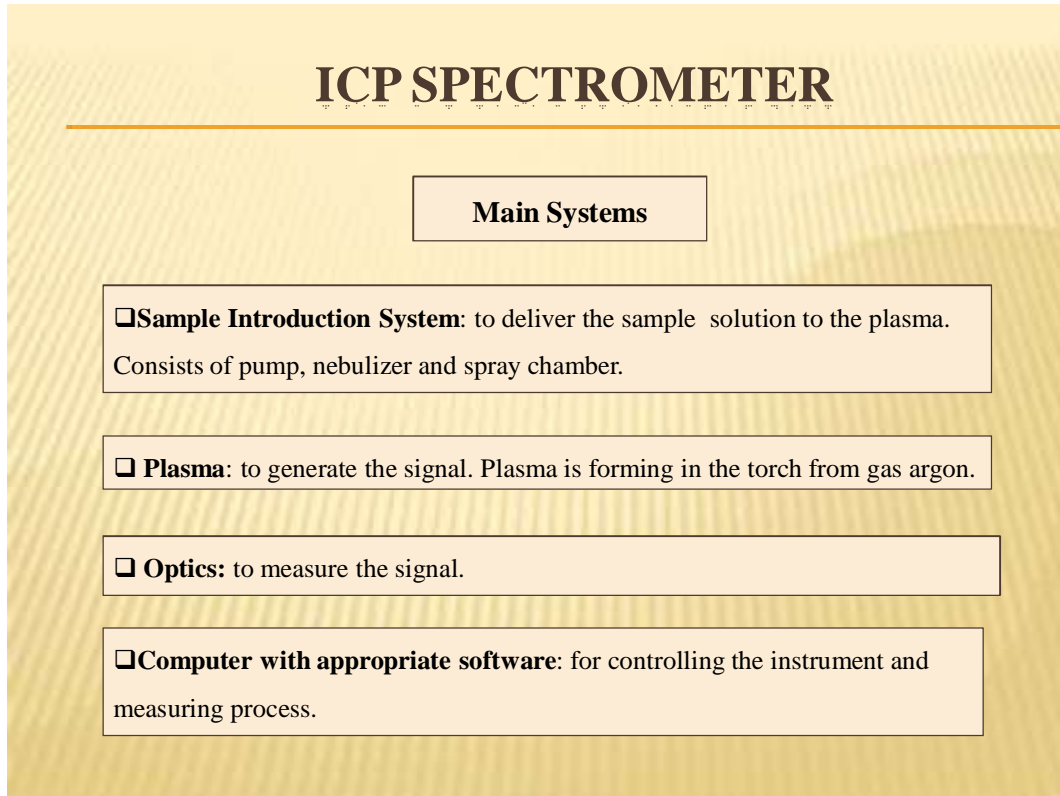 ICP SPECTROMETER
Main Systems
❑Sample Introduction System: to deliver the sample solution to the plasma.
Consists of pump, nebulizer and spray chamber.
❑ Plasma: to generate the signal. Plasma is forming in the torch from gas argon.
❑ Optics: to measure the signal.
❑Computer with appropriate software: for controlling the instrument and
measuring process.